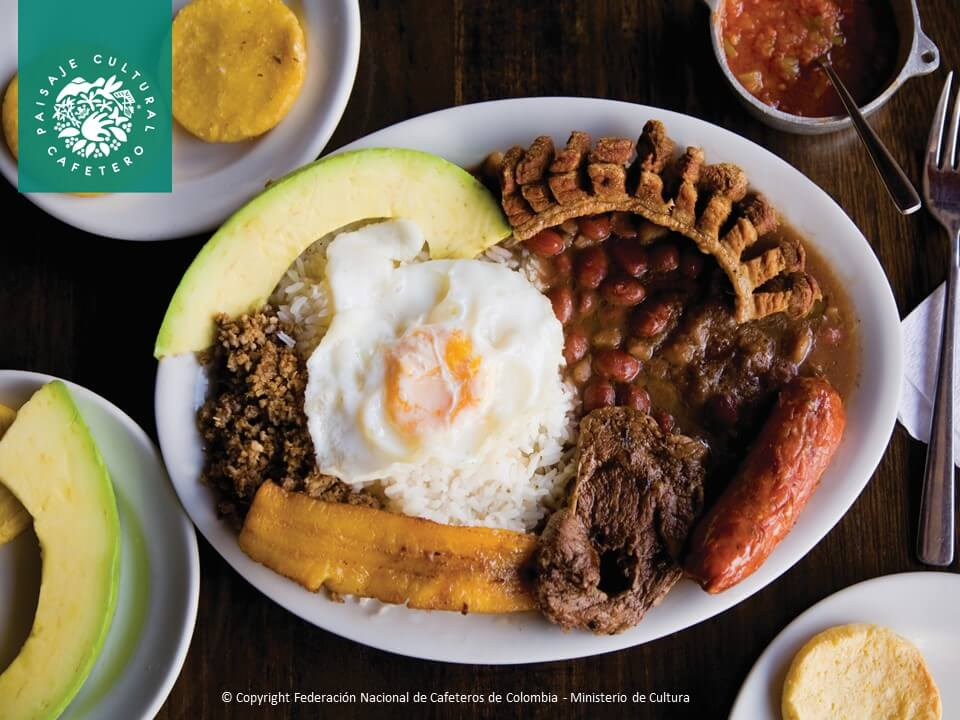 PAISAJE CULTURAL
CAFETERO
© Copyright Federación Nacional de Cafeteros de Colombia - Ministerio de Cultura